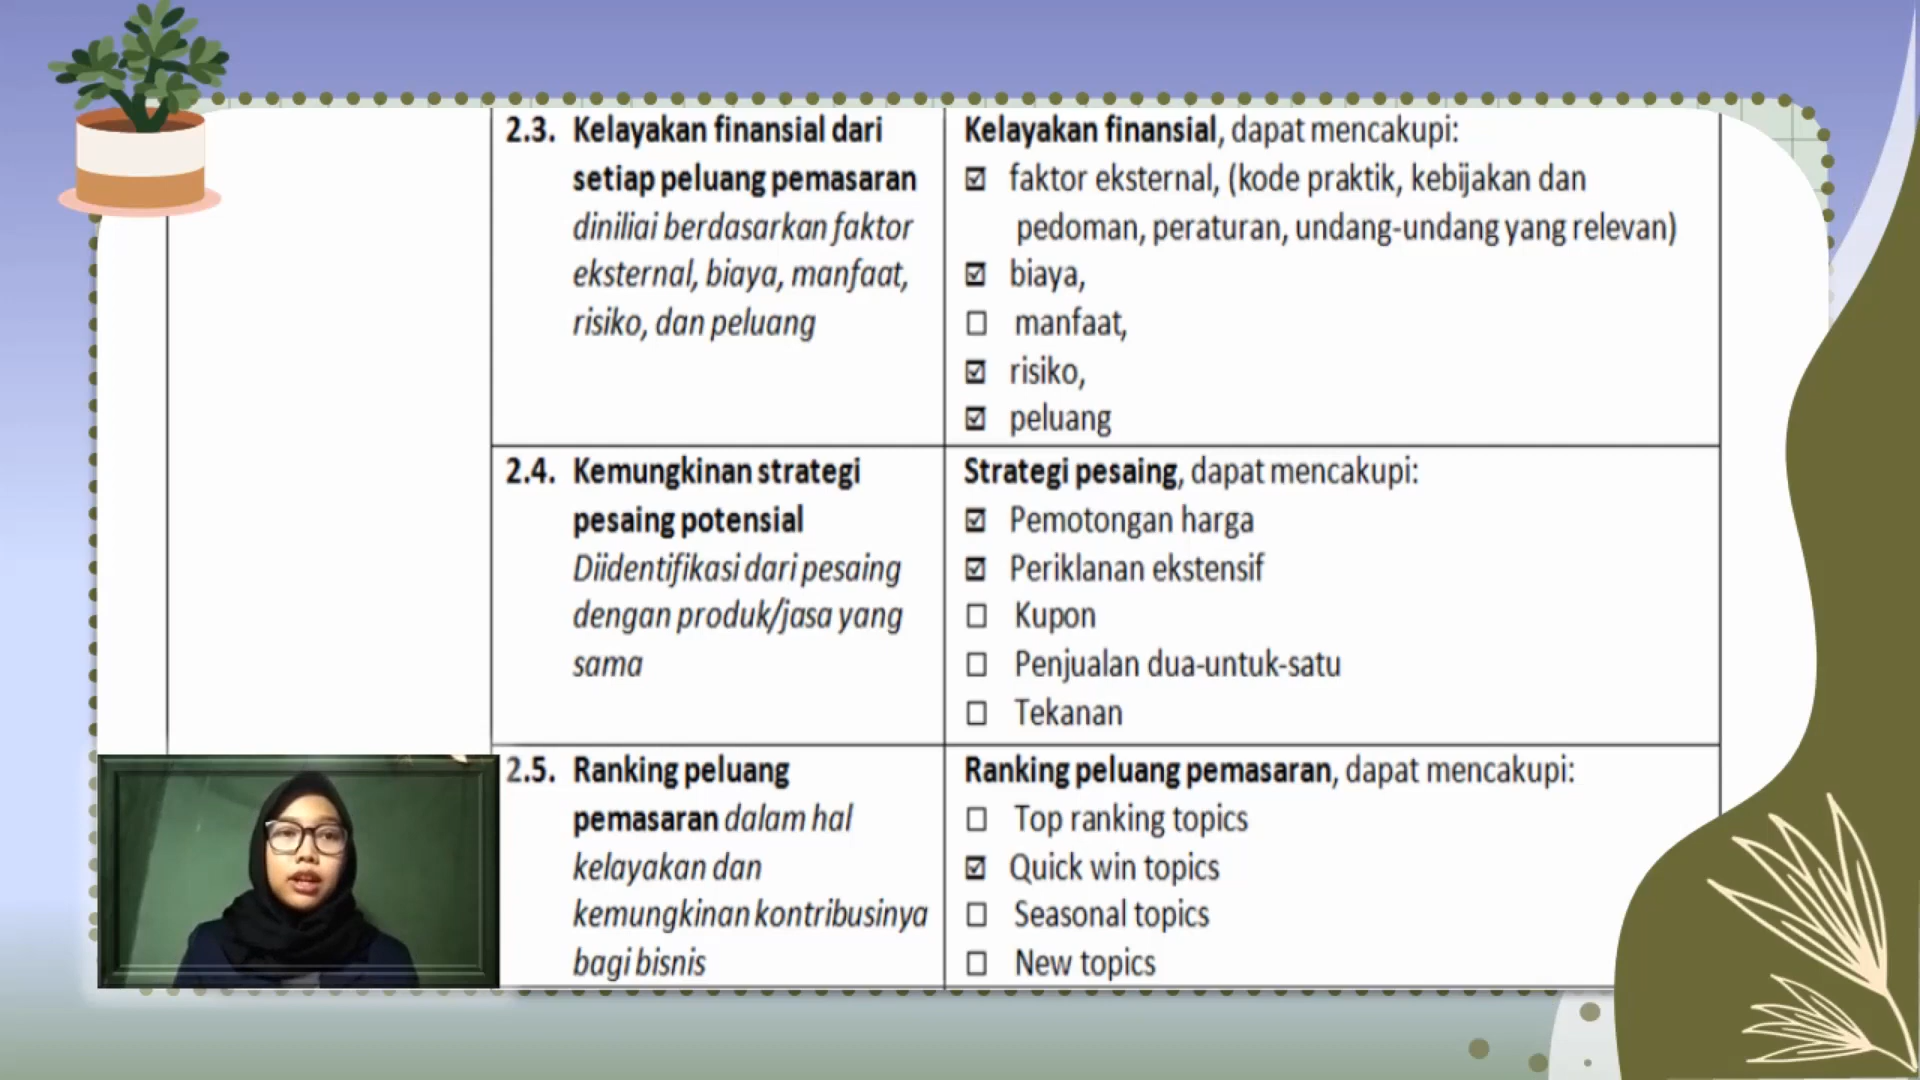 2.3. Kelayakan finansial dari
setiap peluang pemasaran
diniliai berdasarkan faktor
eksternal, biaya, manfaat,
risiko, dan peluang
Kelayakan finansial, dapat mencakupi:
☑ faktor eksternal, (kode praktik, kebijakan dan
pedoman, peraturan, undang-undang yang relevan)
☑ biaya,
☐ manfaat,
☑ risiko,
☑ peluang
2.4. Kemungkinan strategi
pesaing potensial
Diidentifikasi dari pesaing
dengan produk/jasa yang
sama
Strategi pesaing, dapat mencakupi:
☑ Pemotongan harga
☑ Periklanan ekstensif
☐ Kupon
☐ Penjualan dua-untuk-satu
☐ Tekanan
2.5. Ranking peluang
pemasaran dalam hal
kelayakan dan
kemungkinan kontribusinya
bagi bisnis
Ranking peluang pemasaran, dapat mencakupi:
☐ Top ranking topics
☑ Quick win topics
☐ Seasonal topics
☐ New topics